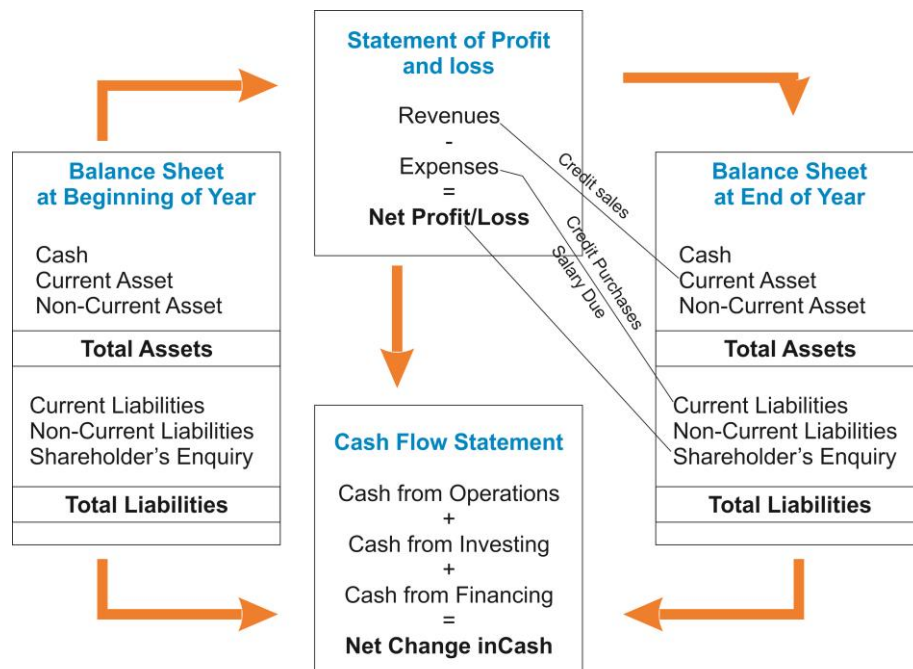 Statement of Profit
and loss
Revenues
-
Expenses
=
Net Profit/Loss
Balance Sheet
at Beginning of Year
Cash
Current Asset
Non-Current Asset
Total Assets
Current Liabilities
Non-Current Liabilities
Shareholder's Enquiry
Total Liabilities
Credit sales
Credit Purchases
Salary Due
Balance Sheet
at End of Year
Cash
Current Asset
Non-Current Asset
Total Assets
Current Liabilities
Non-Current Liabilities
Shareholder's Enquiry
Total Liabilities
Cash Flow Statement
Cash from Operations
+
Cash from Investing
+
Cash from Financing
=
Net Change inCash